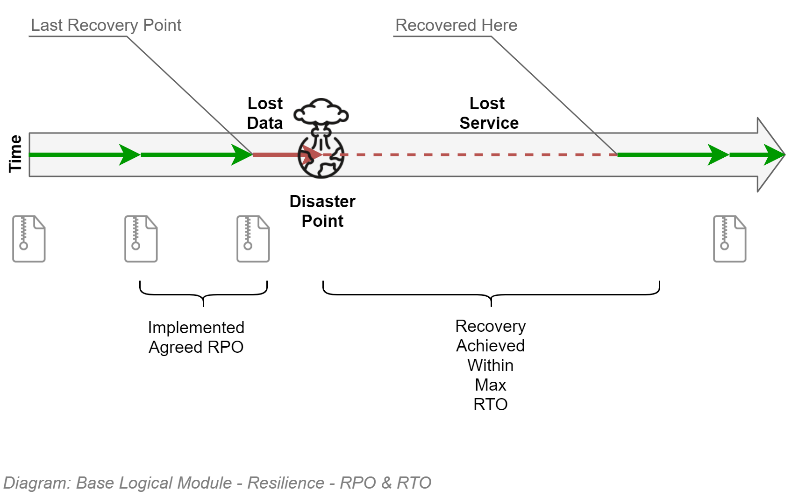 Last Recovery Point
Recovered Here
Lost
Data
Lost
Service
Time
Disaster
Point
Implemented
Agreed RPO
Recovery
Achieved
Within
Max
RTO
Diagram: Base Logical Module - Resilience - RPO & RTO